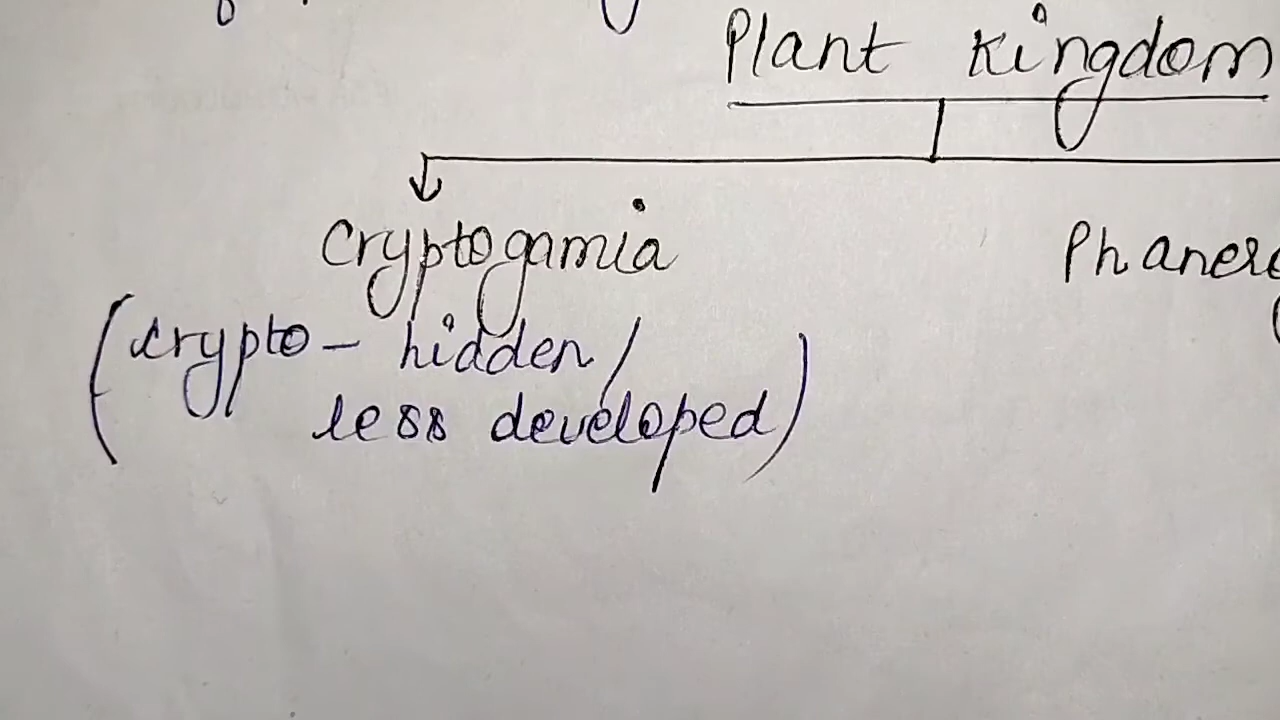 Plant Kingdom
Cryptogamia
(crypto - hidden /
less developed)